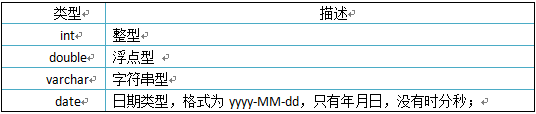 类型 描述
int 整型
double 浮点型
varchar 字符串型
date 日期类型，格式为 yyyy-MM-dd，只有年月日，没有时分秒；